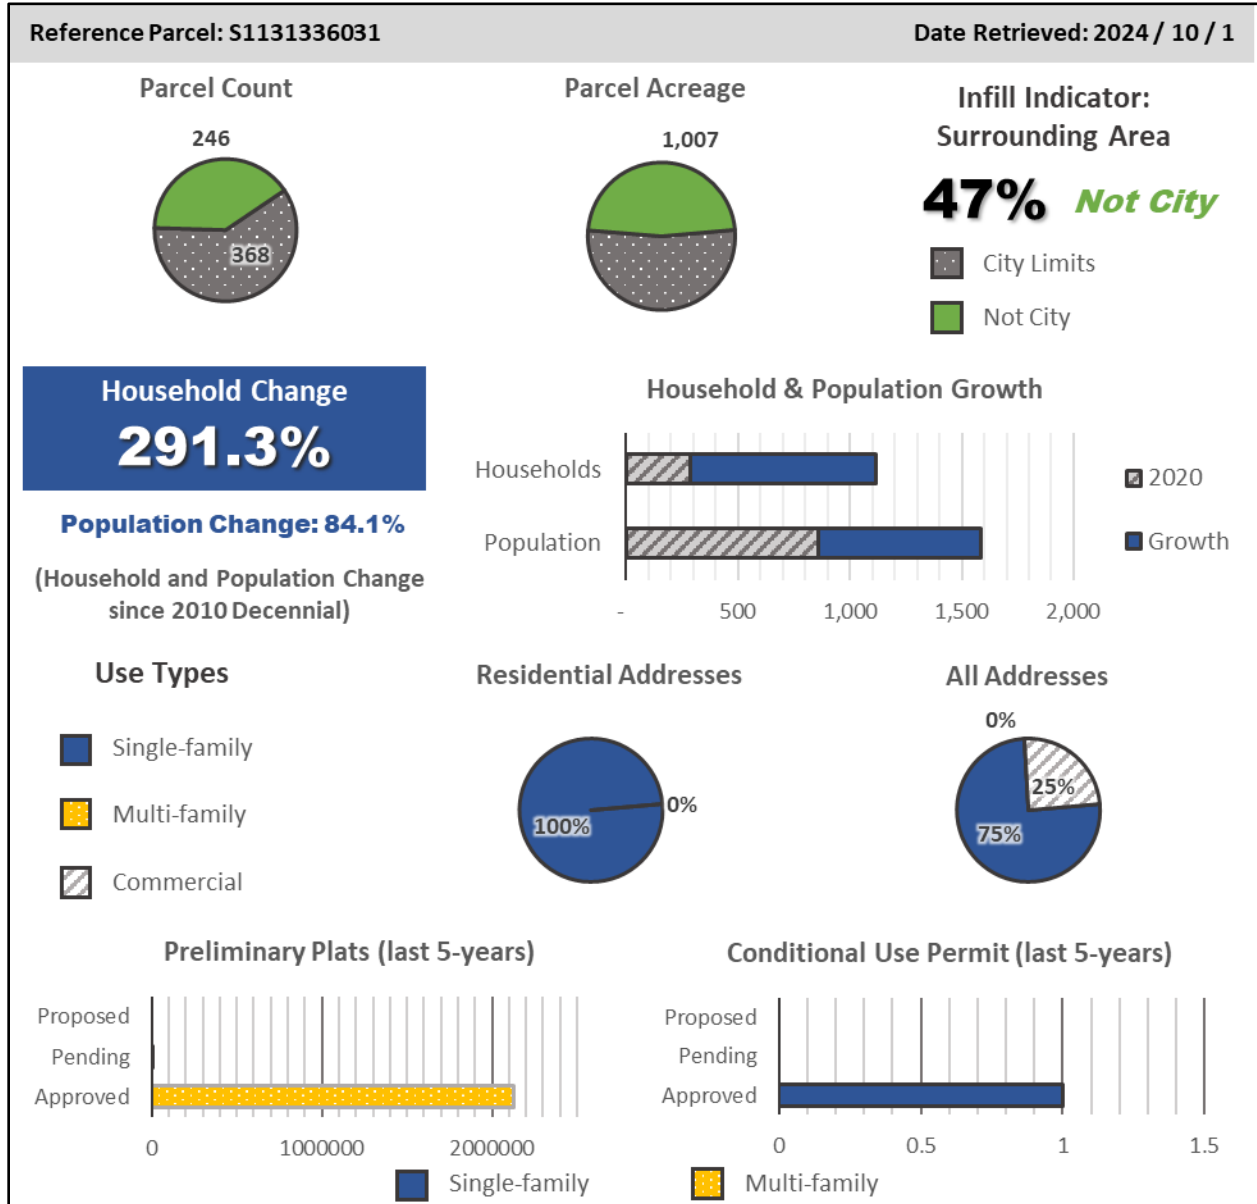 Reference Parcel: S1131336031
Date Retrieved: 2024 / 10 / 1
Parcel Count
246
368
Parcel Acreage
1,007
Infill Indicator:
Surrounding Area
47% Not City
City Limits
Not City
Household Change
291.3%
Population Change: 84.1%
(Household and Population Change
since 2010 Decennial)
Household & Population Growth
Households
Population
-
500
1,000
1,500
2,000
2020
Growth
Use Types
Single-family
Multi-family
Commercial
Residential Addresses
0%
100%
All Addresses
0%
25%
75%
Preliminary Plats (last 5-years)
Proposed
Pending
Approved
0
1000000
2000000
Conditional Use Permit (last 5-years)
Proposed
Pending
Approved
0
0.5
1
1.5
Single-family
Multi-family